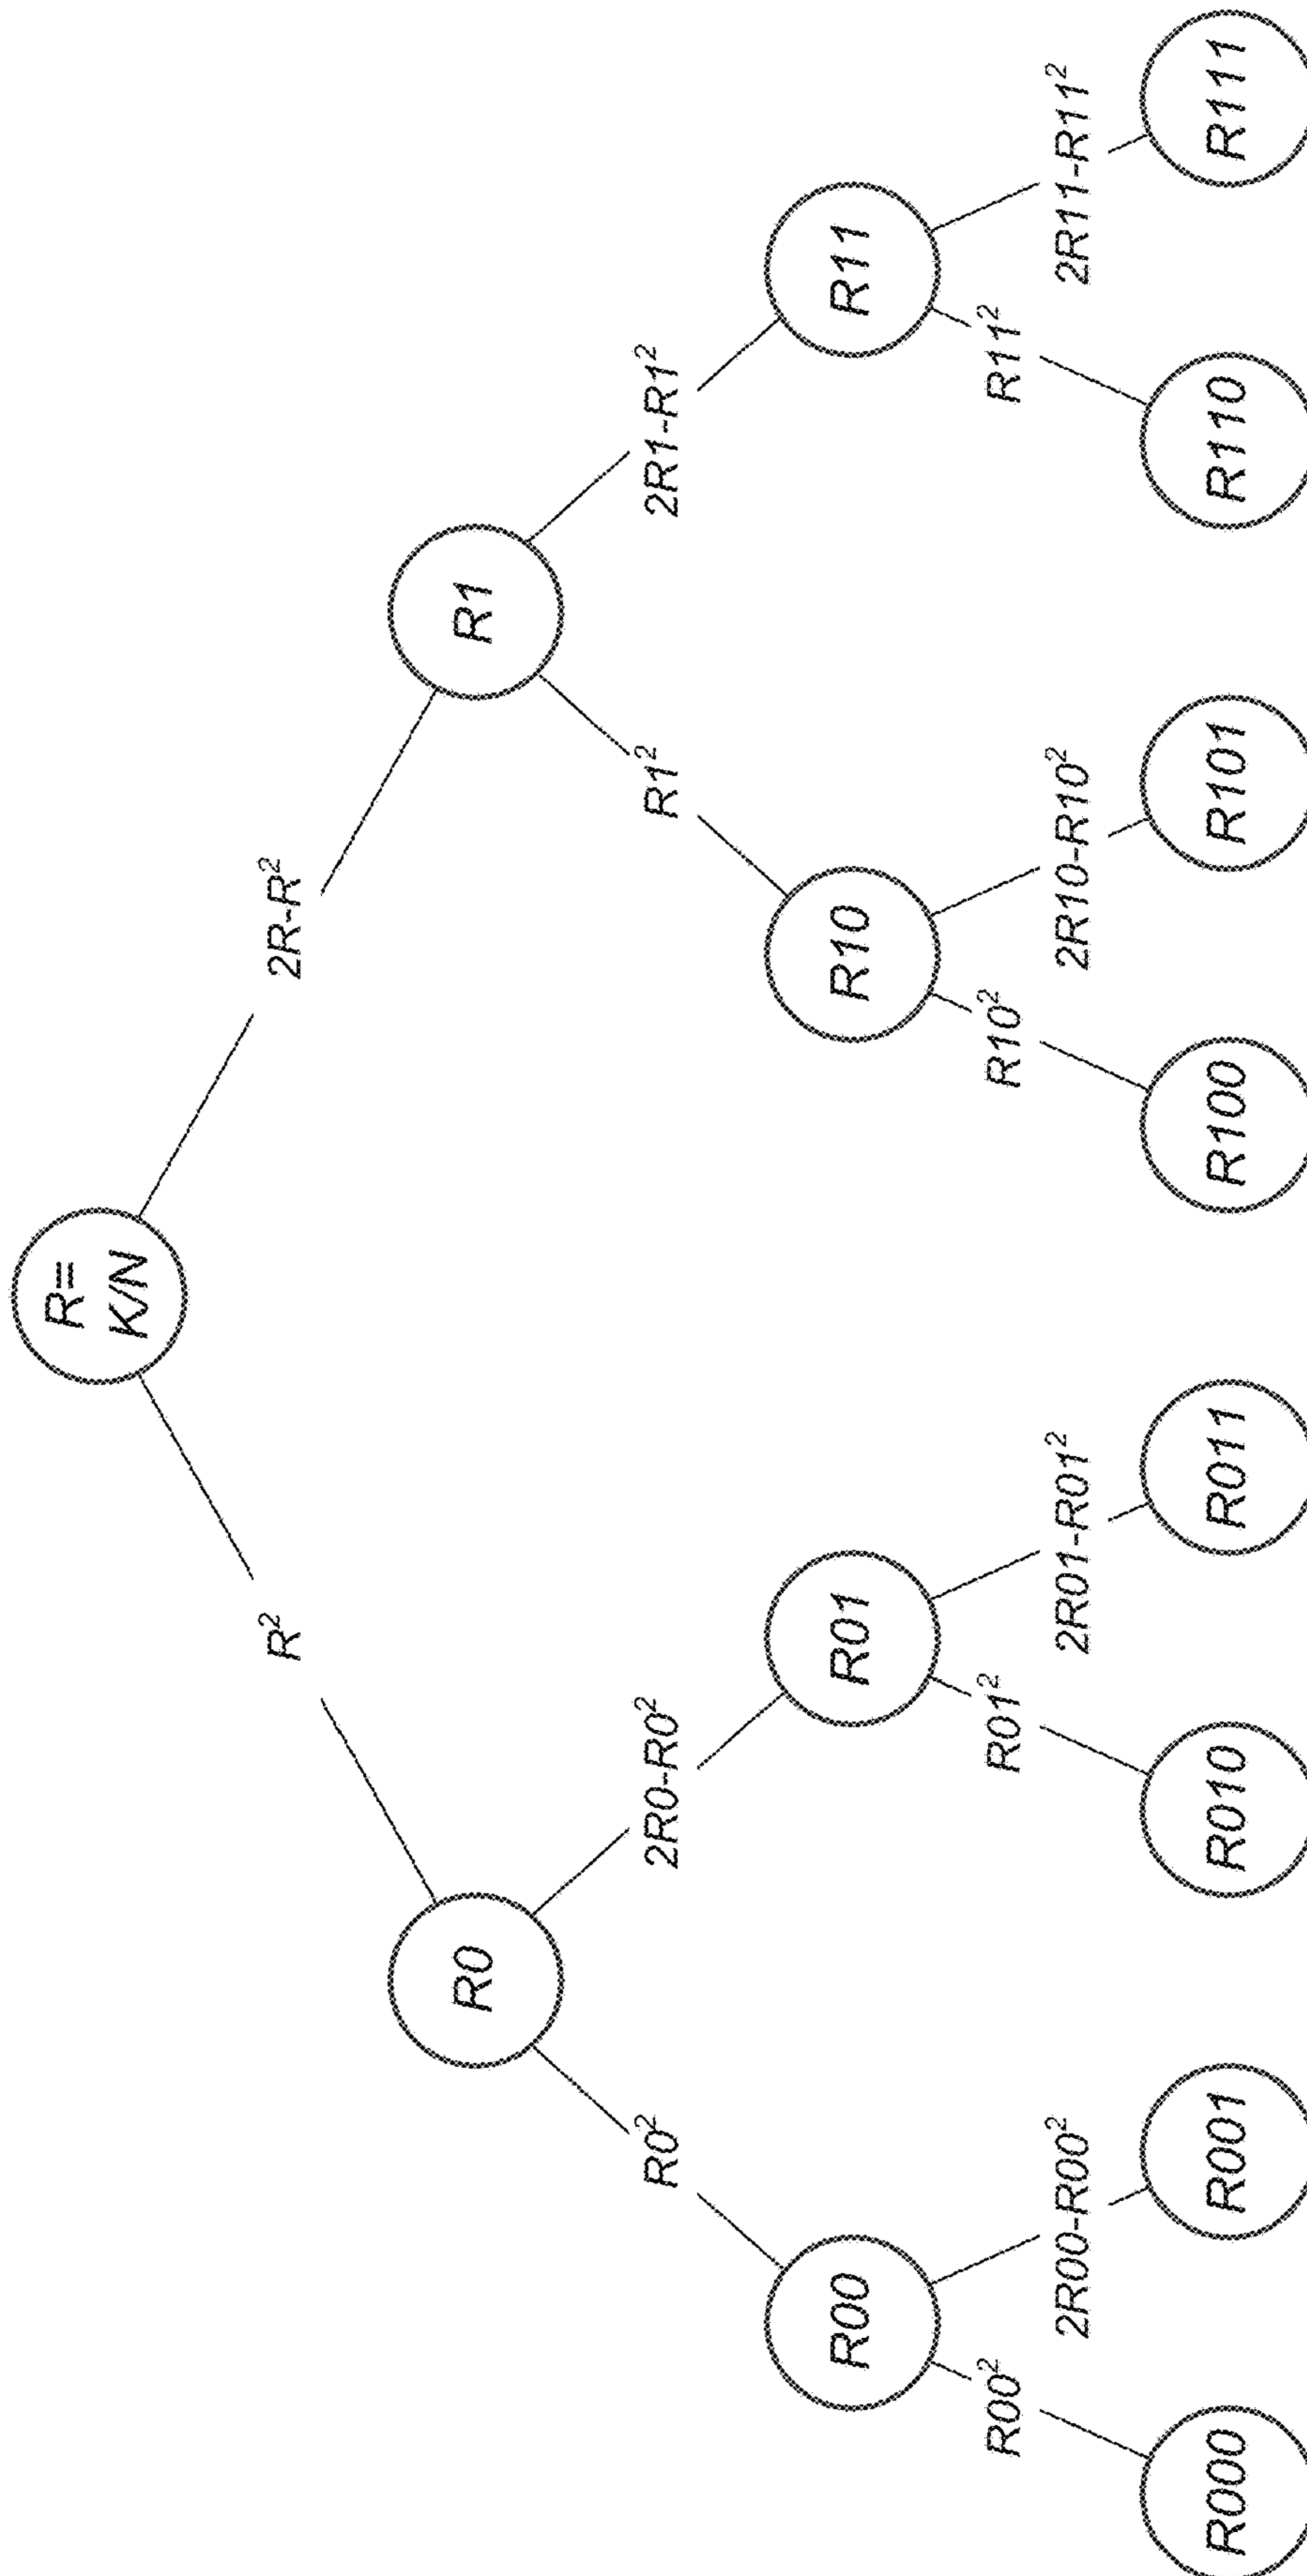 R=
K/N
R²
2R-R²
R0
R1
R0²
2R0-R0²
R1²
2R1-R1²
R00
R01
R10
R11
R00²
2R00-R00²
R01²
2R01-R01²
R10²
2R10-R10²
R11²
2R11-R11²
R000
R001
R010
R011
R100
R101
R110
R111